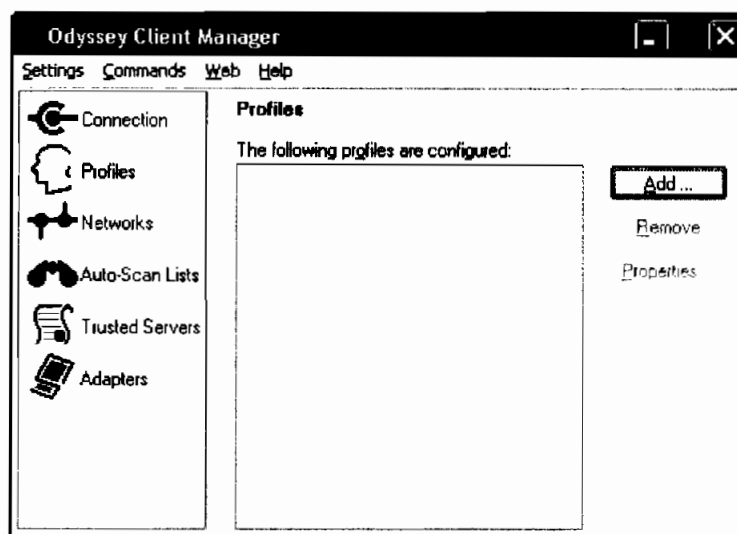 Odyssey Client Manager
Settings Commands Web Help
Connection
Profiles
Networks
Auto-Scan Lists
Trusted Servers
Adapters
Profiles
The following profiles are configured:
Add ...
Remove
Properties